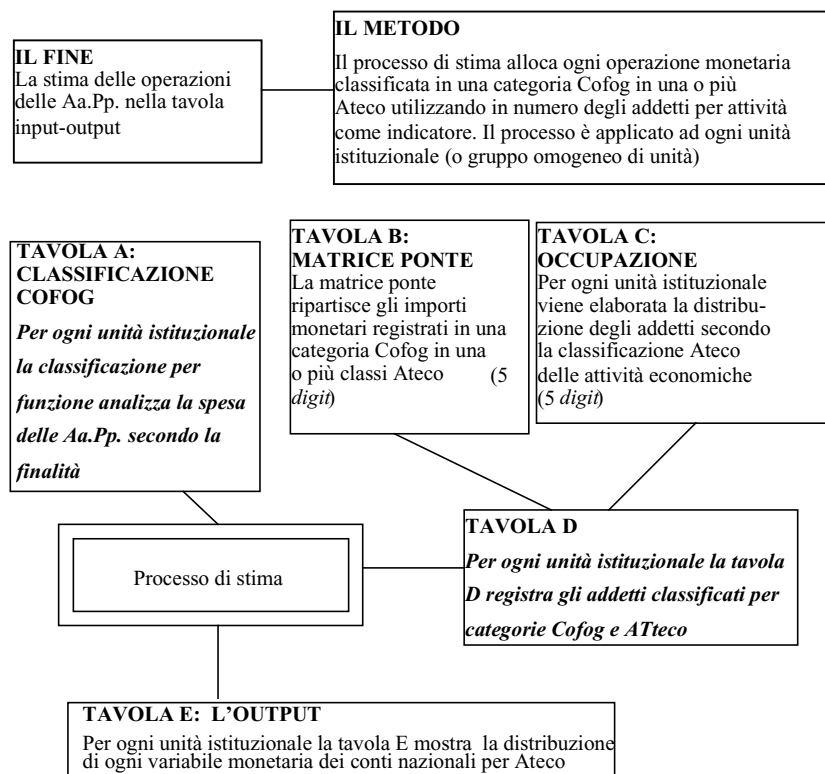 IL FINE
La stima delle operazioni
delle Aa.Pp. nella tavola
input-output
IL METODO
Il processo di stima alloca ogni operazione monetaria
classificata in una categoria Cofog in una o più
Ateco utilizzando in numero degli addetti per attività
come indicatore. Il processo è applicato ad ogni unità
istituzionale (o gruppo omogeneo di unità)
TAVOLA A:
CLASSIFICAZIONE
COFOG
Per ogni unità istituzionale
la classificazione per
funzione analizza la spesa
delle Aa.Pp. secondo la
finalità
TAVOLA B:
MATRICE PONTE
La matrice ponte
ripartisce gli importi
monetari registrati in una
categoria Cofog in una
o più classi Ateco (5
digit)
TAVOLA C:
OCCUPAZIONE
Per ogni unità istituzionale
viene elaborata la distribu-
zione degli addetti secondo
la classificazione Ateco
delle attività economiche
(5 digit)
Processo di stima
TAVOLA D
Per ogni unità istituzionale la tavola
D registra gli addetti classificati per
categorie Cofog e ATteco
TAVOLA E: L'OUTPUT
Per ogni unità istituzionale la tavola E mostra la distribuzione
di ogni variabile monetaria dei conti nazionali per Ateco